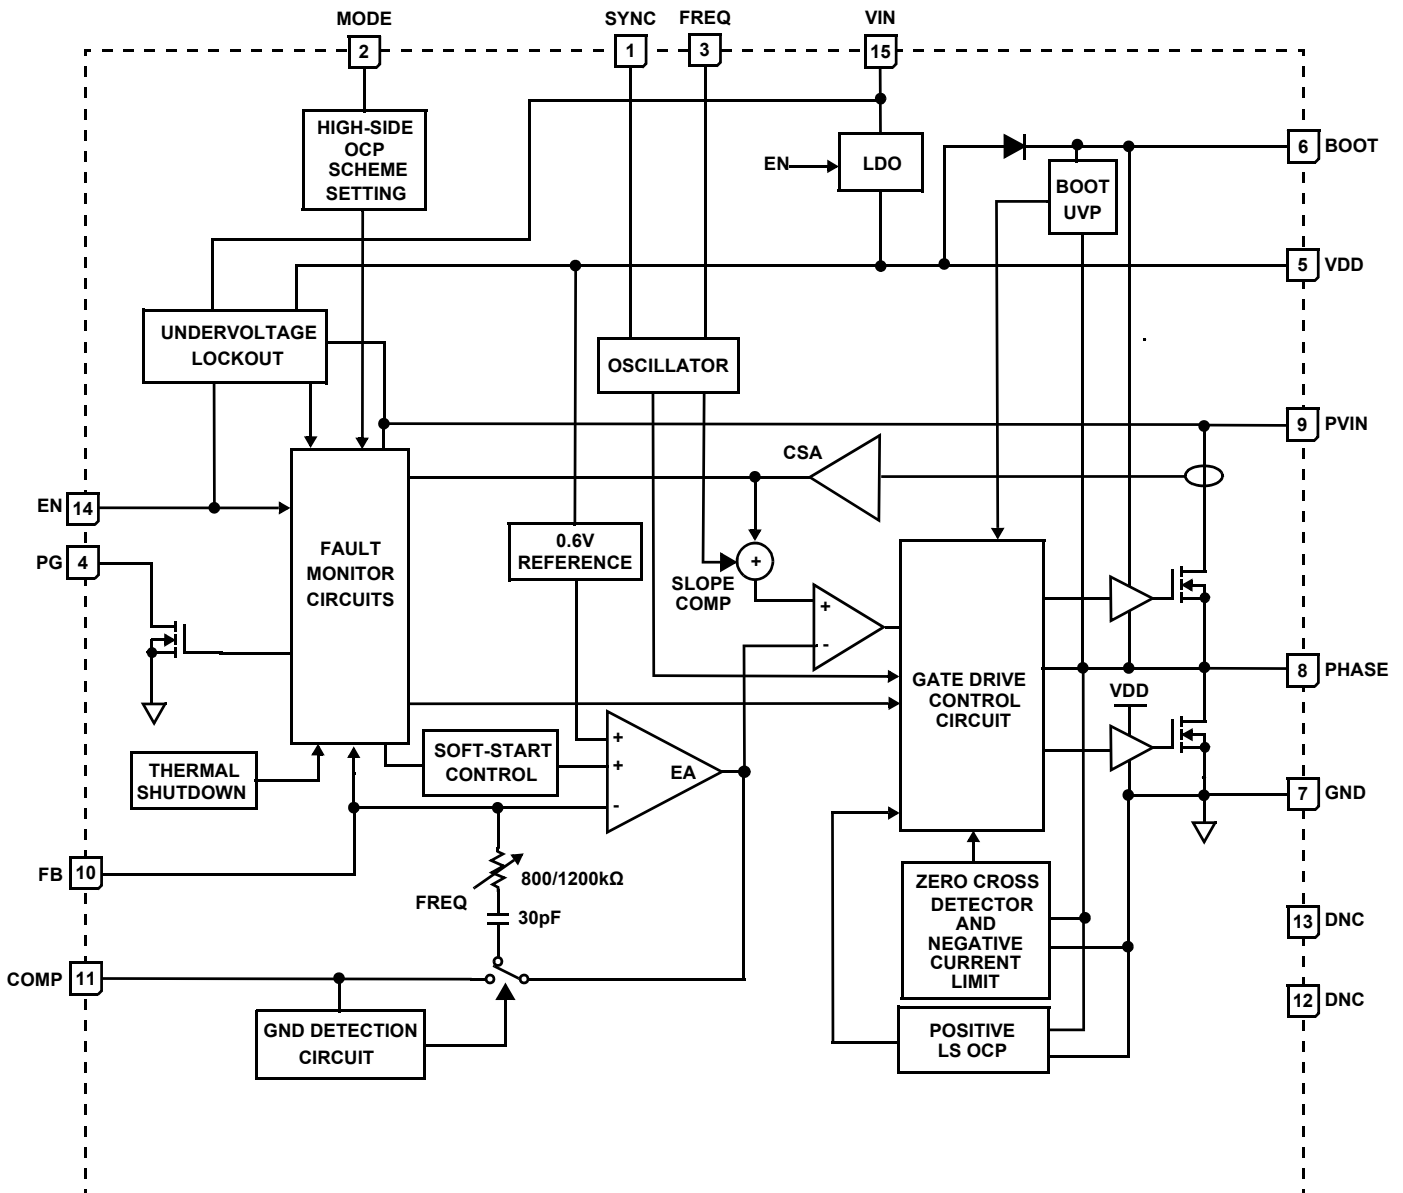 MODE
SYNC
FREQ
VIN
2
1
3
15
HIGH-SIDE
OCP
SCHEME
SETTING
EN
LDO
BOOT
UVP
6
BOOT
5
VDD
UNDERVOLTAGE
LOCKOUT
OSCILLATOR
9
PVIN
CSA
EN
14
PG
4
FAULT
MONITOR
CIRCUITS
0.6V
REFERENCE
+
SLOPE
COMP
+
-
GATE DRIVE
CONTROL
CIRCUIT
8
PHASE
VDD
THERMAL
SHUTDOWN
SOFT-START
CONTROL
+
+
-
EA
7
GND
FB
10
800/1200kΩ
FREQ
30pF
ZERO CROSS
DETECTOR
AND
NEGATIVE
CURRENT
LIMIT
13
DNC
COMP
11
12
DNC
GND DETECTION
CIRCUIT
POSITIVE
LS OCP